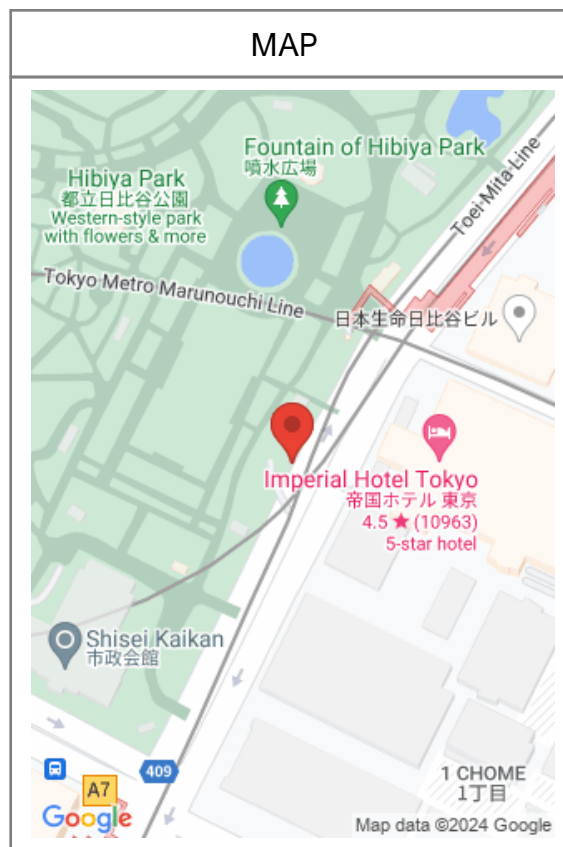 MAP
Fountain of Hibiya Park
噴水広場
Hibiya Park
都立日比谷公園
Western-style park
with flowers & more
Toei-Mita-Line
Tokyo Metro Marunouchi Line
日本生命日比谷ビル
Imperial Hotel Tokyo
帝国ホテル 東京
4.5 ★ (10963)
5-star hotel
Shisei Kaikan
市政会館
409
A7
1 CHOME
1丁目
Google
Map data ©2024 Google